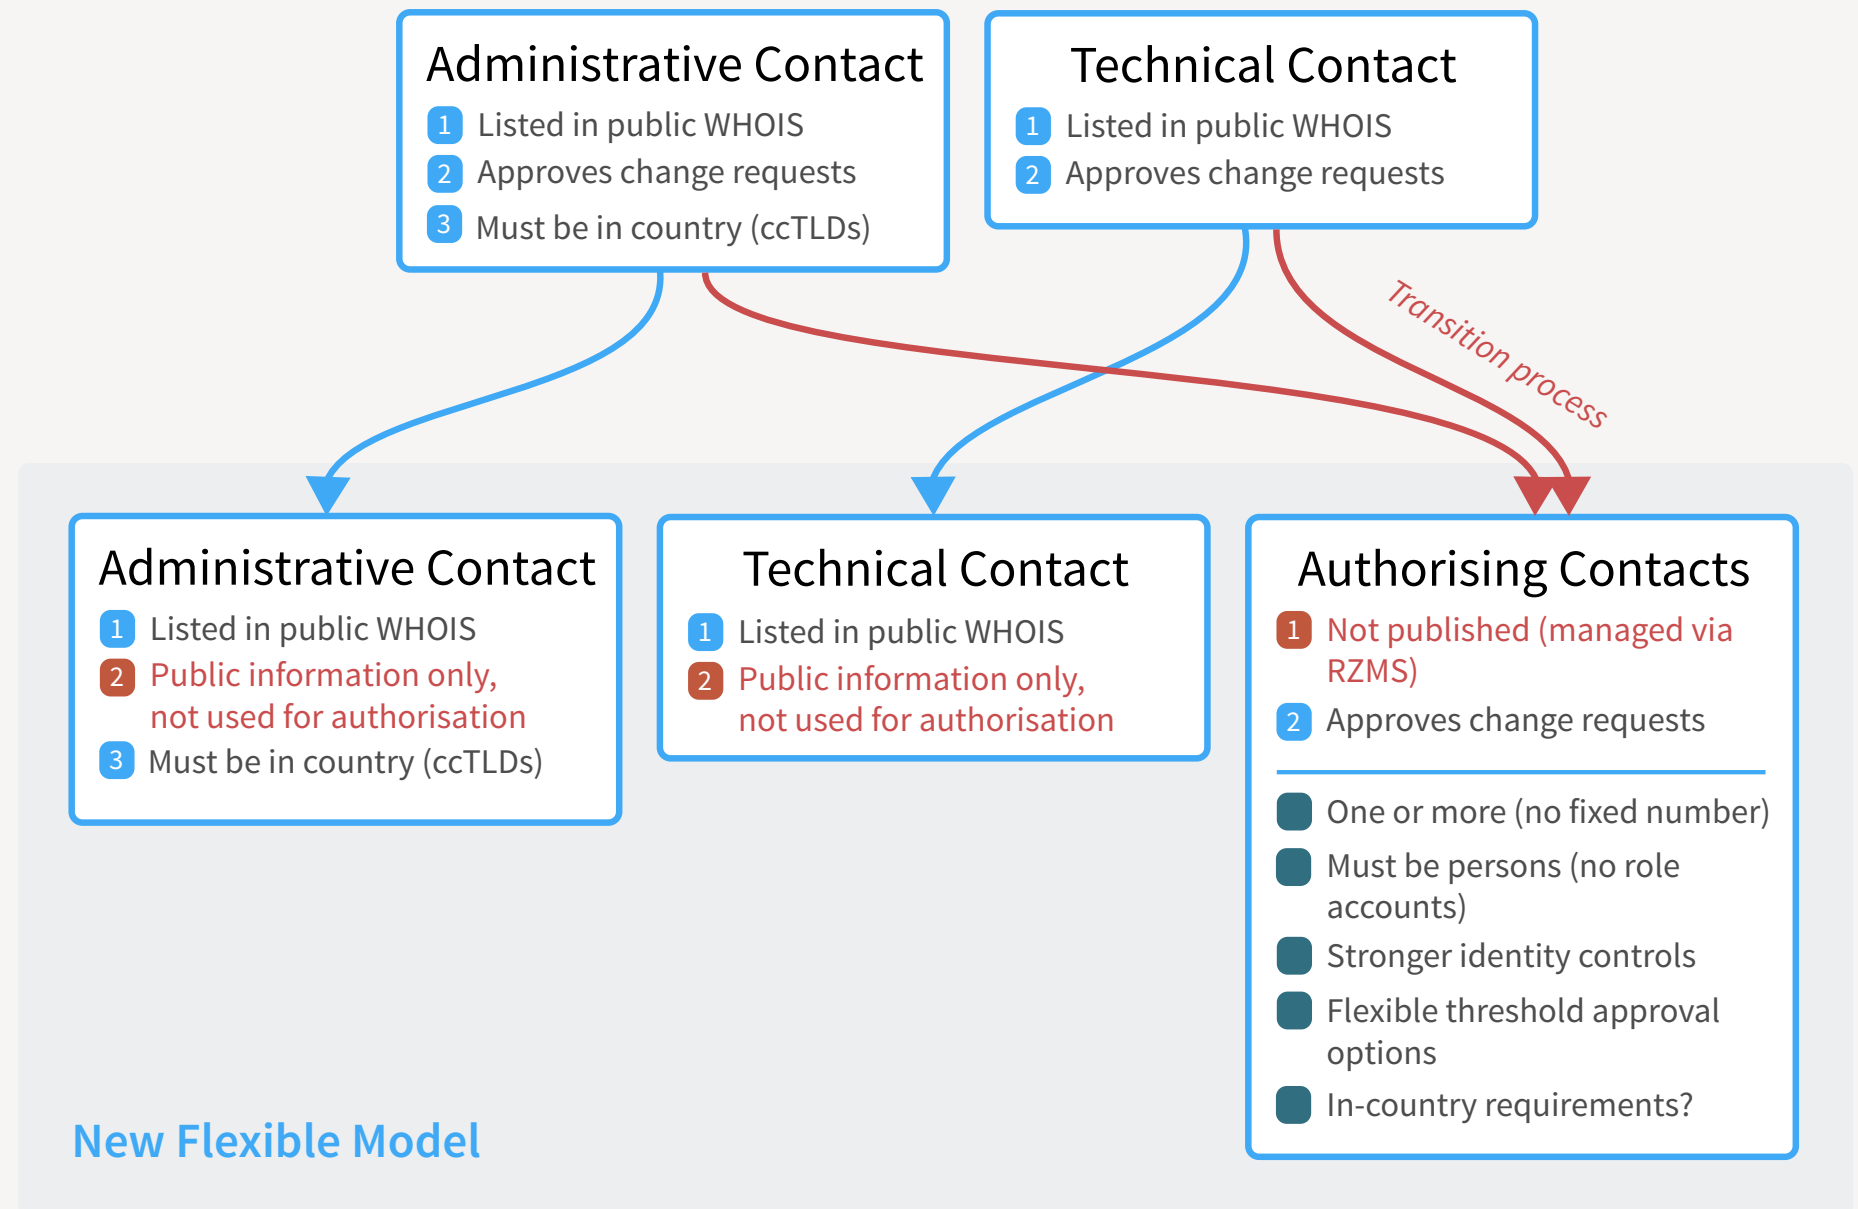 Administrative Contact
1 Listed in public WHOIS
2 Approves change requests
3 Must be in country (ccTLDs)
Technical Contact
1 Listed in public WHOIS
2 Approves change requests
Transition process
Administrative Contact
1 Listed in public WHOIS
2 Public information only,
not used for authorisation
3 Must be in country (ccTLDs)
Technical Contact
1 Listed in public WHOIS
2 Public information only,
not used for authorisation
Authorising Contacts
1 Not published (managed via
RZMS)
2 Approves change requests
One or more (no fixed number)
Must be persons (no role
accounts)
Stronger identity controls
Flexible threshold approval
options
In-country requirements?
New Flexible Model